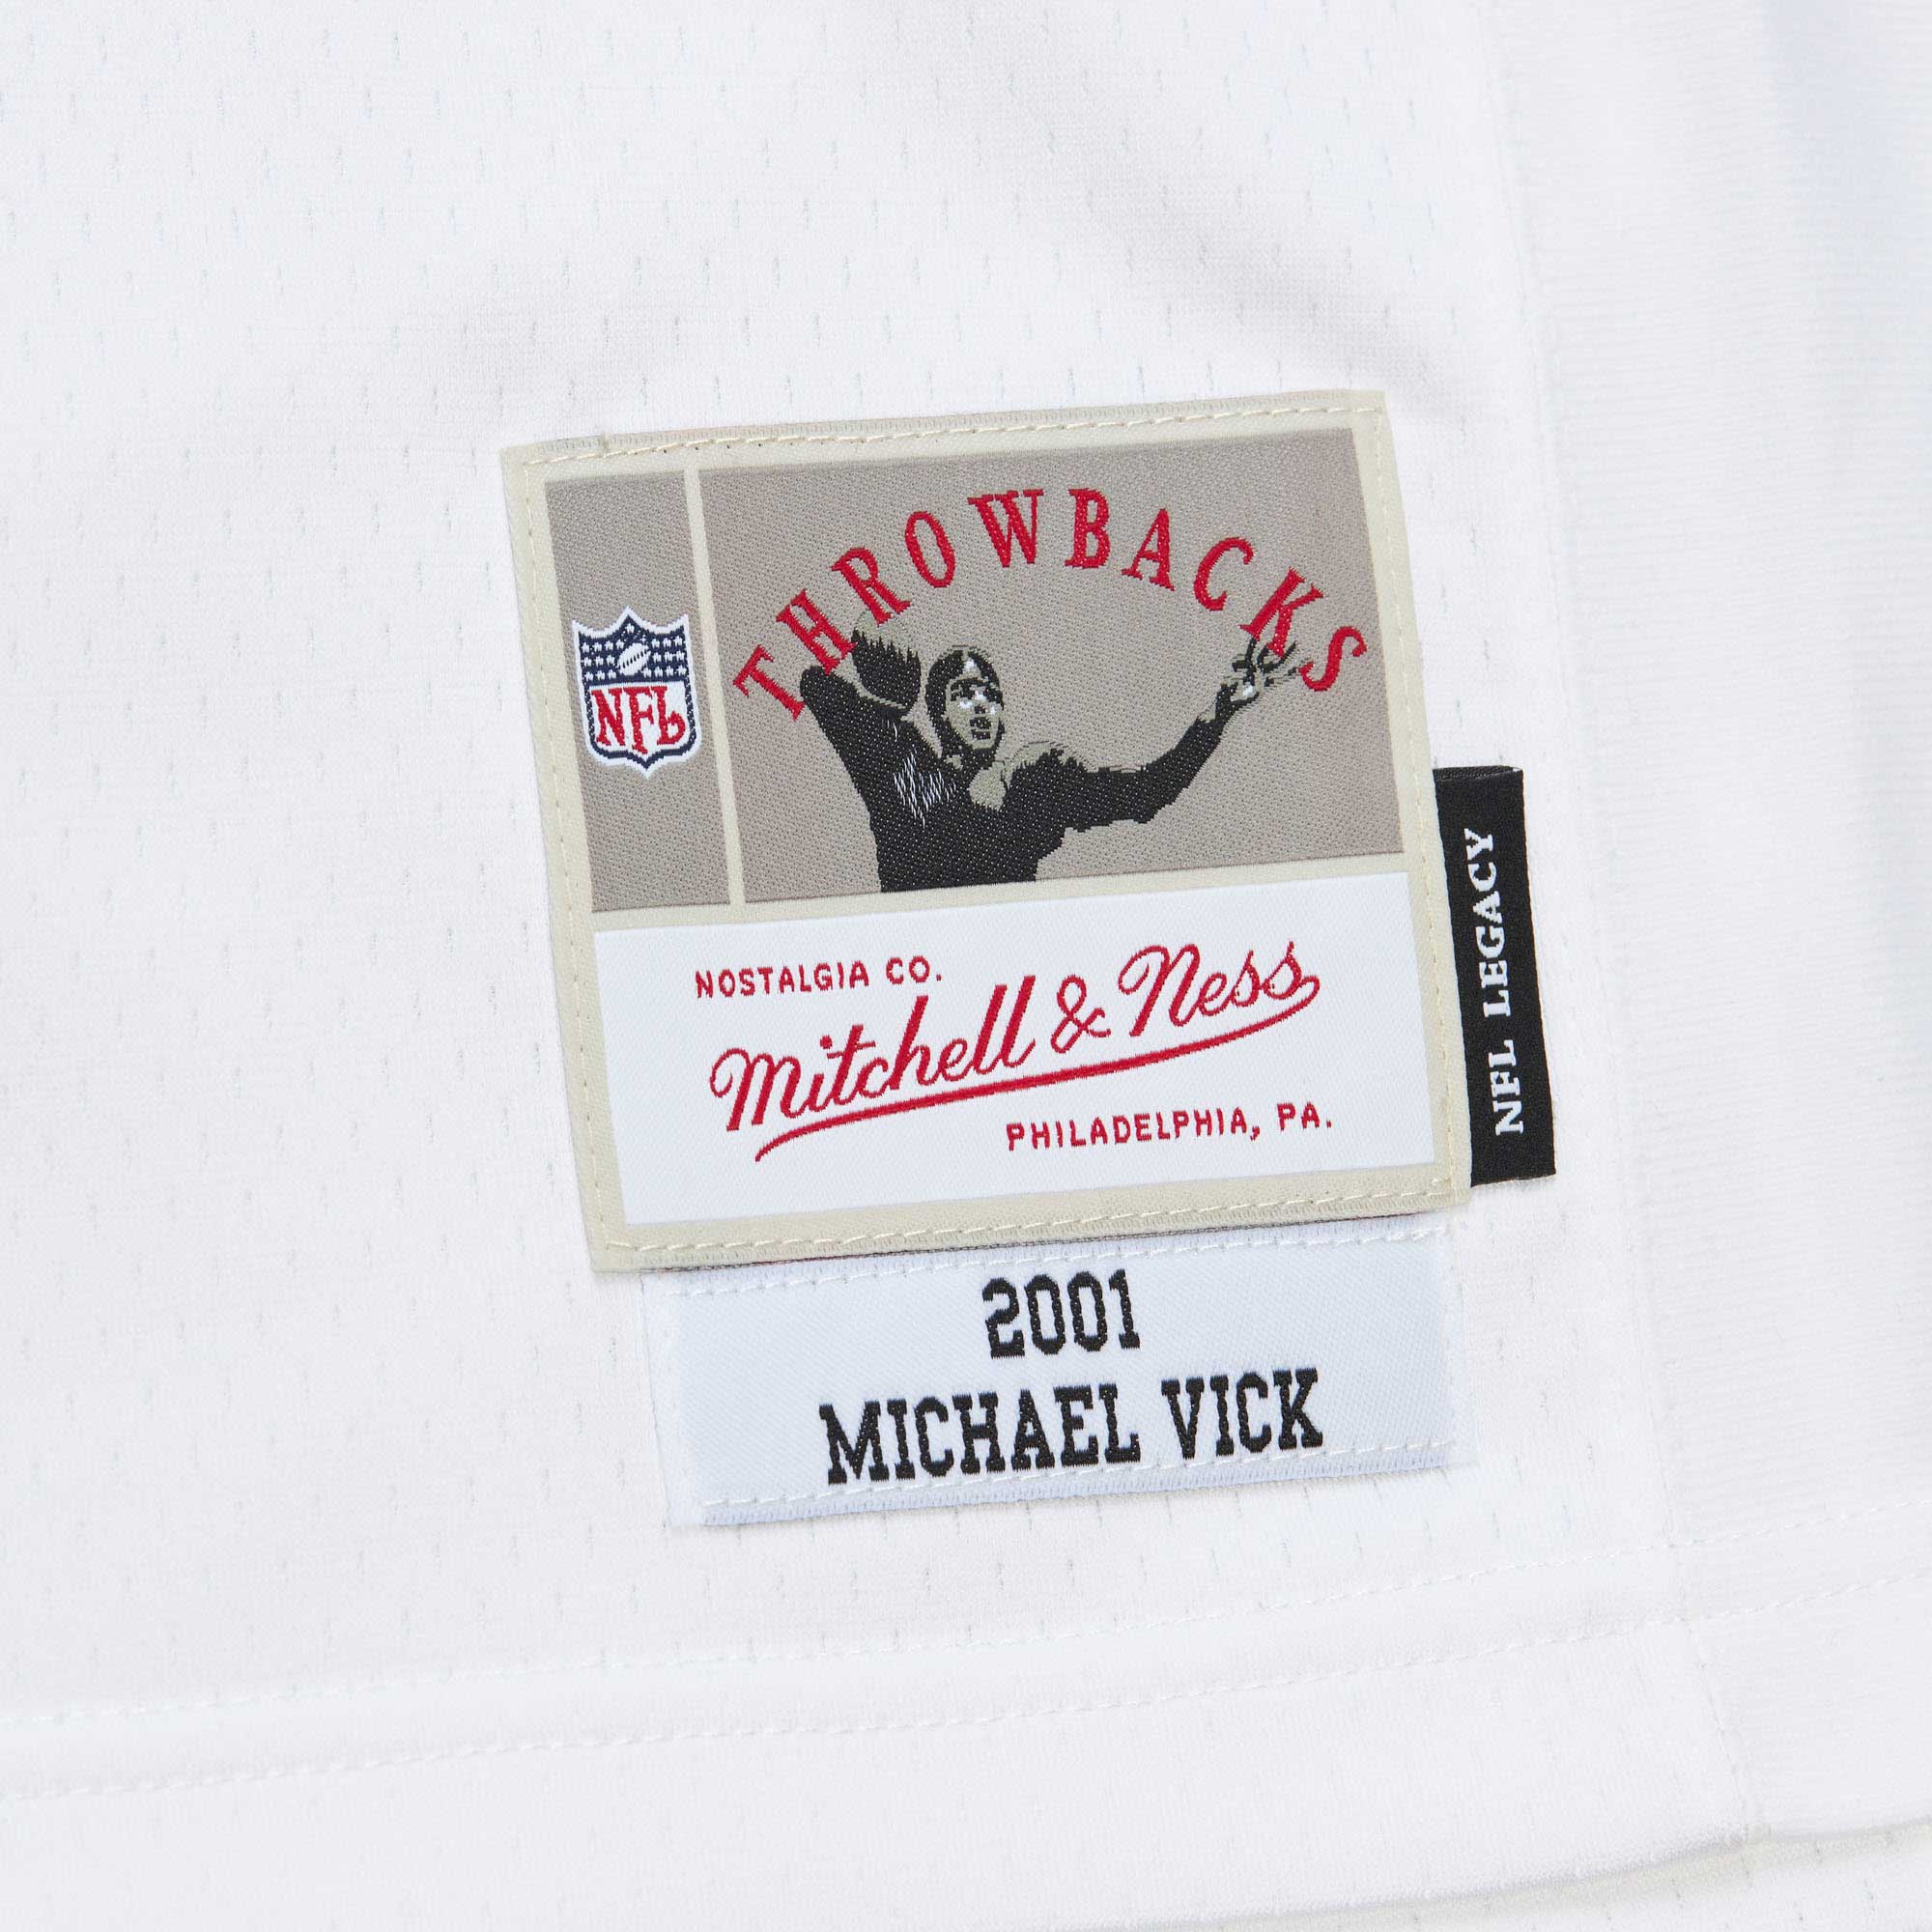 THROWBACKS
NFL
NOSTALGIA CO.
Mitchell & Ness
PHILADELPHIA, PA.
NFL LEGACY
2001
MICHAEL VICK